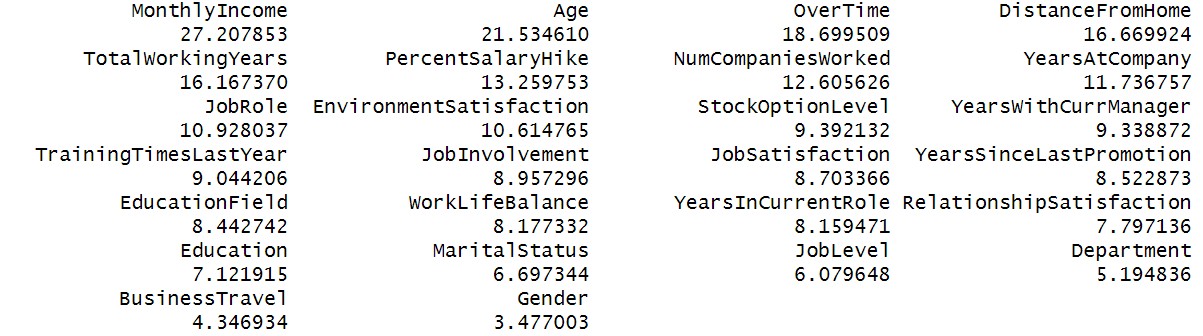 MonthlyIncome Age OverTime DistanceFromHome
27.207853 21.534610 18.699509 16.669924
TotalWorkingYears PercentSalaryHike NumCompaniesWorked YearsAtCompany
16.167370 13.259753 12.605626 11.736757
JobRole EnvironmentSatisfaction StockOptionLevel YearsWithCurrManager
10.928037 10.614765 9.392132 9.338872
TrainingTimesLastYear JobInvolvement JobSatisfaction YearsSinceLastPromotion
9.044206 8.957296 8.703366 8.522873
EducationField WorkLifeBalance YearsInCurrentRole RelationshipSatisfaction
8.442742 8.177332 8.159471 7.797136
Education MaritalStatus JobLevel Department
7.121915 6.697344 6.079648 5.194836
BusinessTravel Gender
4.346934 3.477003